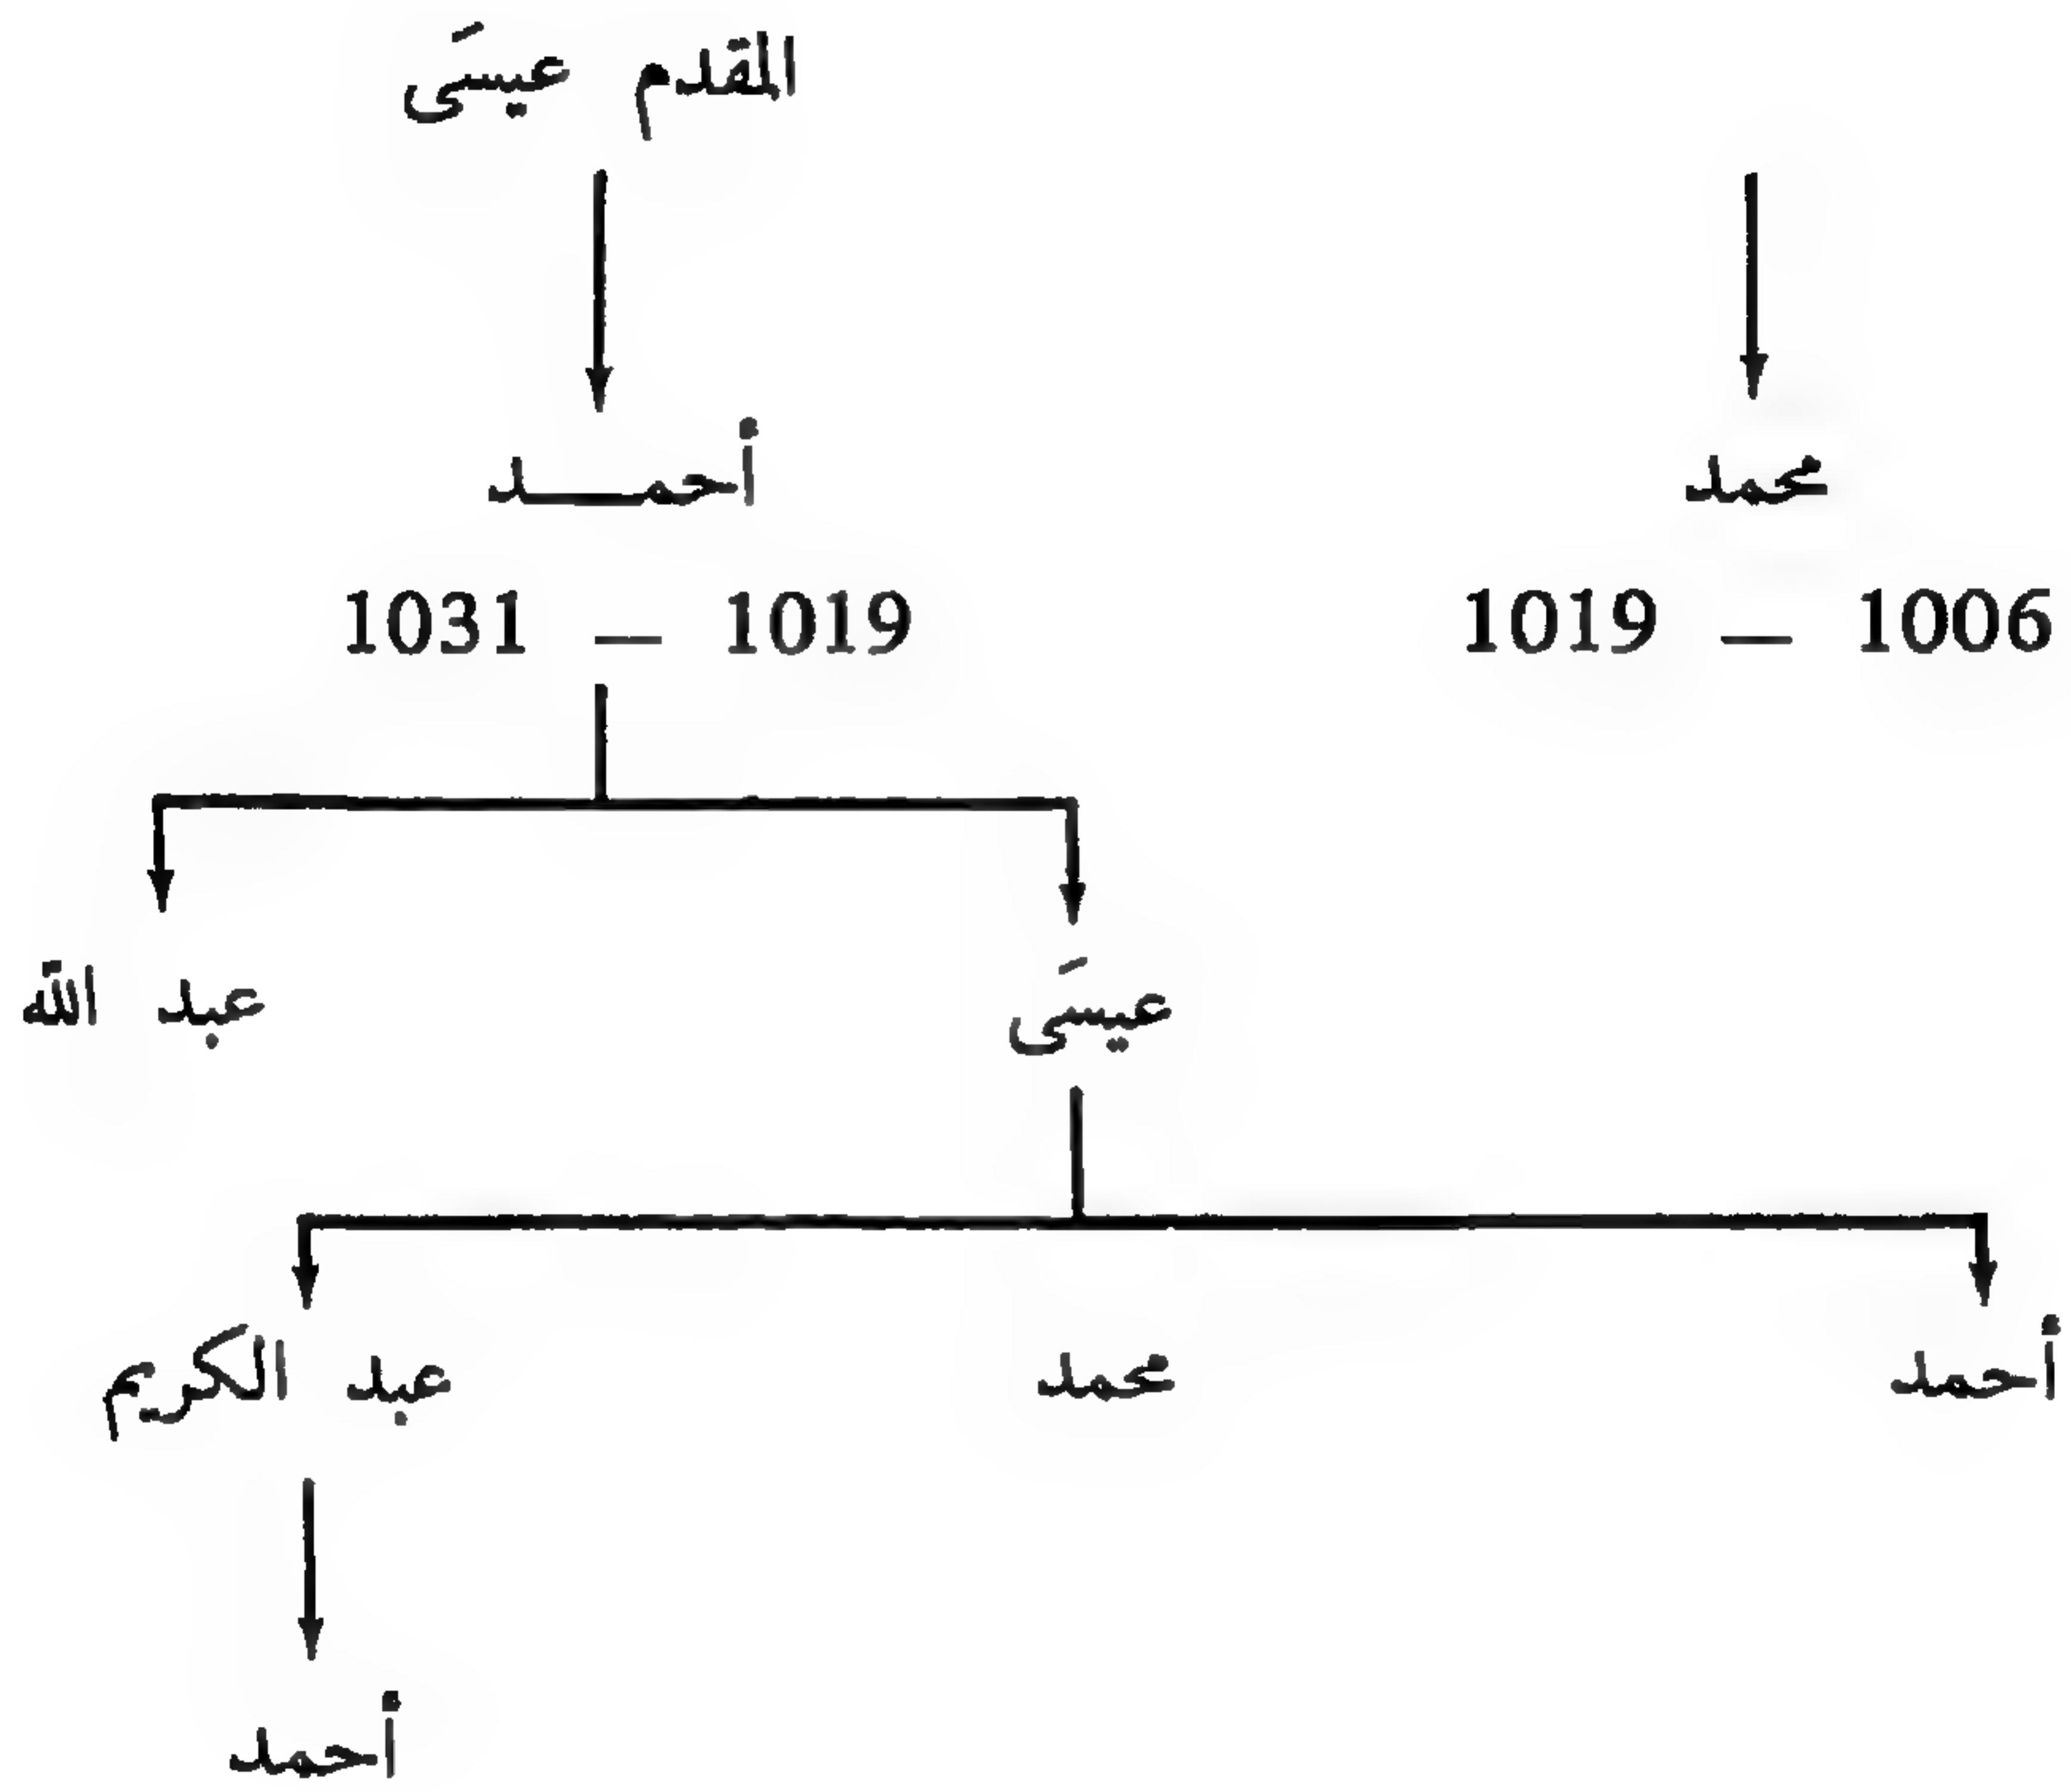 المقدم عيسَى
محمد أحمـــد
1006 — 1019 1019 — 1031
عيسَى عبد الله
أحمد محمد عبد الكريم
أحمد